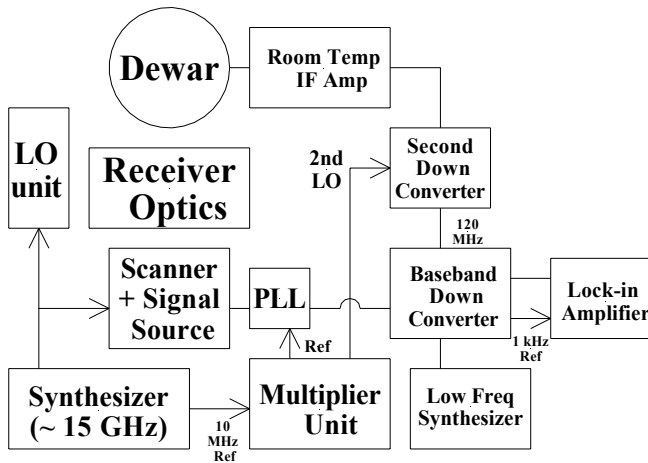 Dewar
Room Temp
IF Amp
LO
unit
Receiver
Optics
2nd
LO
Second
Down
Converter
120
MHz
Scanner
+ Signal
Source
PLL
Baseband
Down
Converter
Lock-in
Amplifier
1 kHz
Ref
Ref
Synthesizer
(~ 15 GHz)
10
MHz
Ref
Multiplier
Unit
Low Freq
Synthesizer